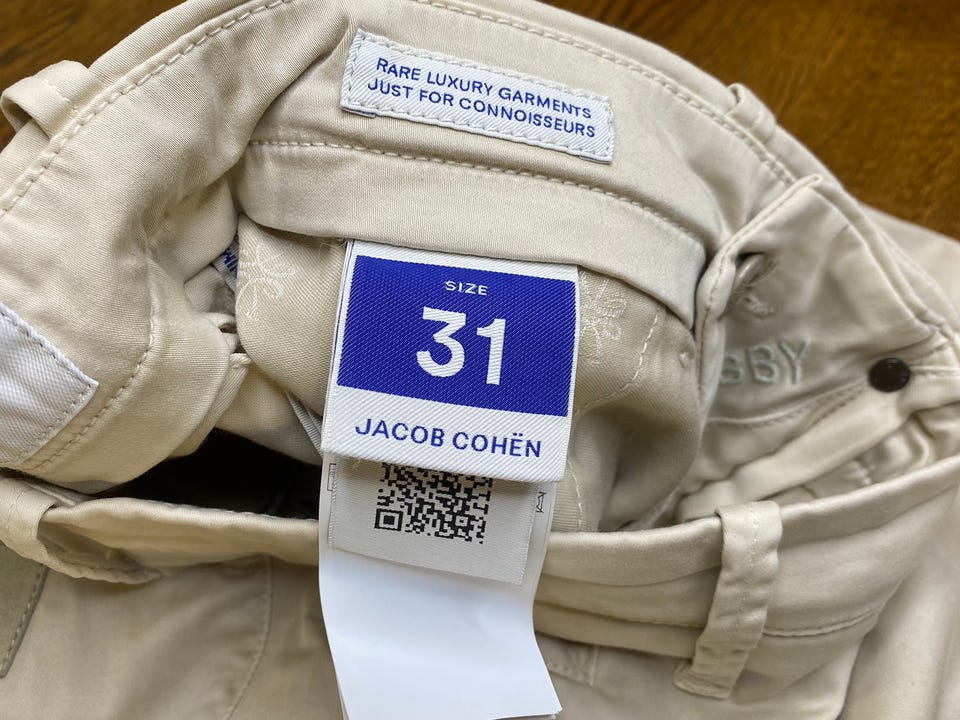 RARE LUXURY GARMENTS
JUST FOR CONNOISSEURS
SIZE
31
JACOB COHËN